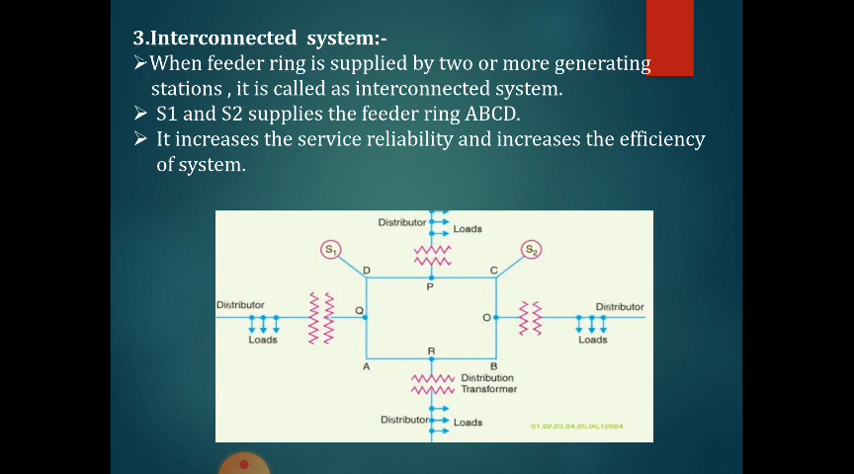 3.Interconnected system:-
➢When feeder ring is supplied by two or more generating
stations , it is called as interconnected system.
➢ S1 and S2 supplies the feeder ring ABCD.
➢ It increases the service reliability and increases the efficiency
of system.
Distributor
Loads
S₁
S₂
D
C
P
Distributor
Q
O
Distributor
Loads
Loads
R
A
B
Distribution
Transformer
Distributor
Loads
01,02,03,04,05,06,12604